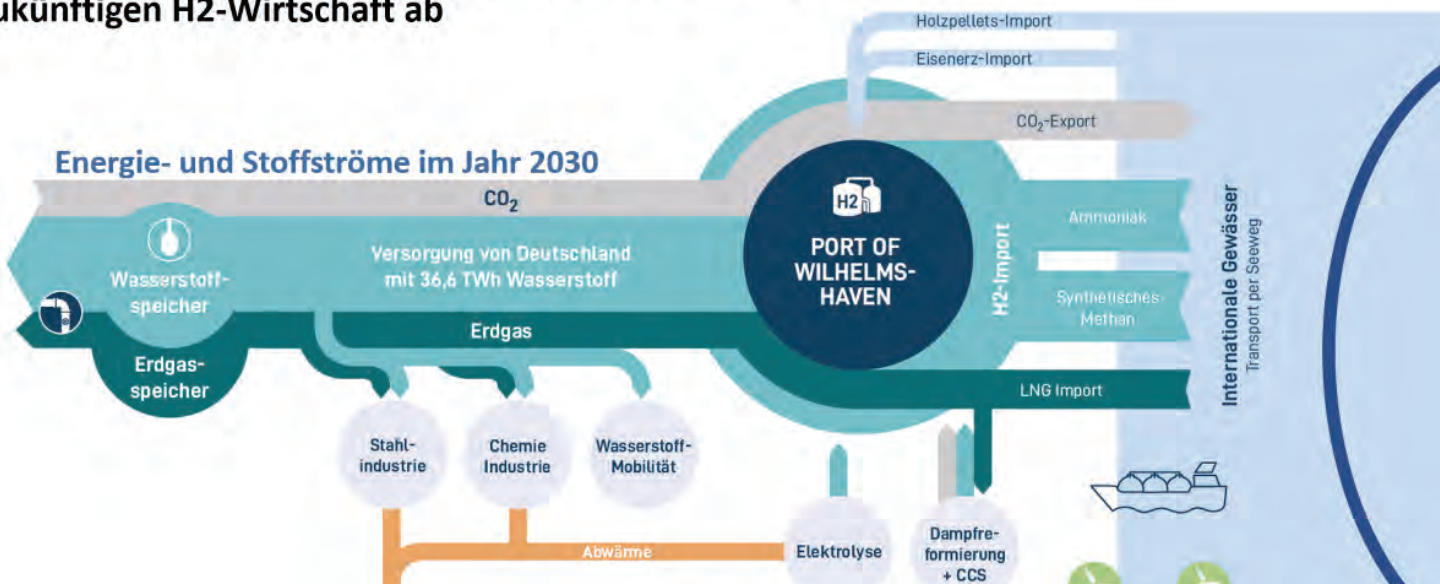 ukünftigen H2-Wirtschaft ab
Holzpellets-Import
Eisenerz-Import
CO₂-Export
Energie- und Stoffströme im Jahr 2030
CO₂
H2
PORT OF
WILHELMS-
HAVEN
H2-Import
Ammoniak
Synthetisches
Methan
LNG Import
Internationale Gewässer
Transport per Seeweg
Versorgung von Deutschland
mit 36,6 TWh Wasserstoff
Wasserstoff-
speicher
Erdgas
Erdgas-
speicher
Stahl-
industrie
Chemie
Industrie
Wasserstoff-
Mobilität
Abwärme
Elektrolyse
Dampfre-
formierung
+ CCS